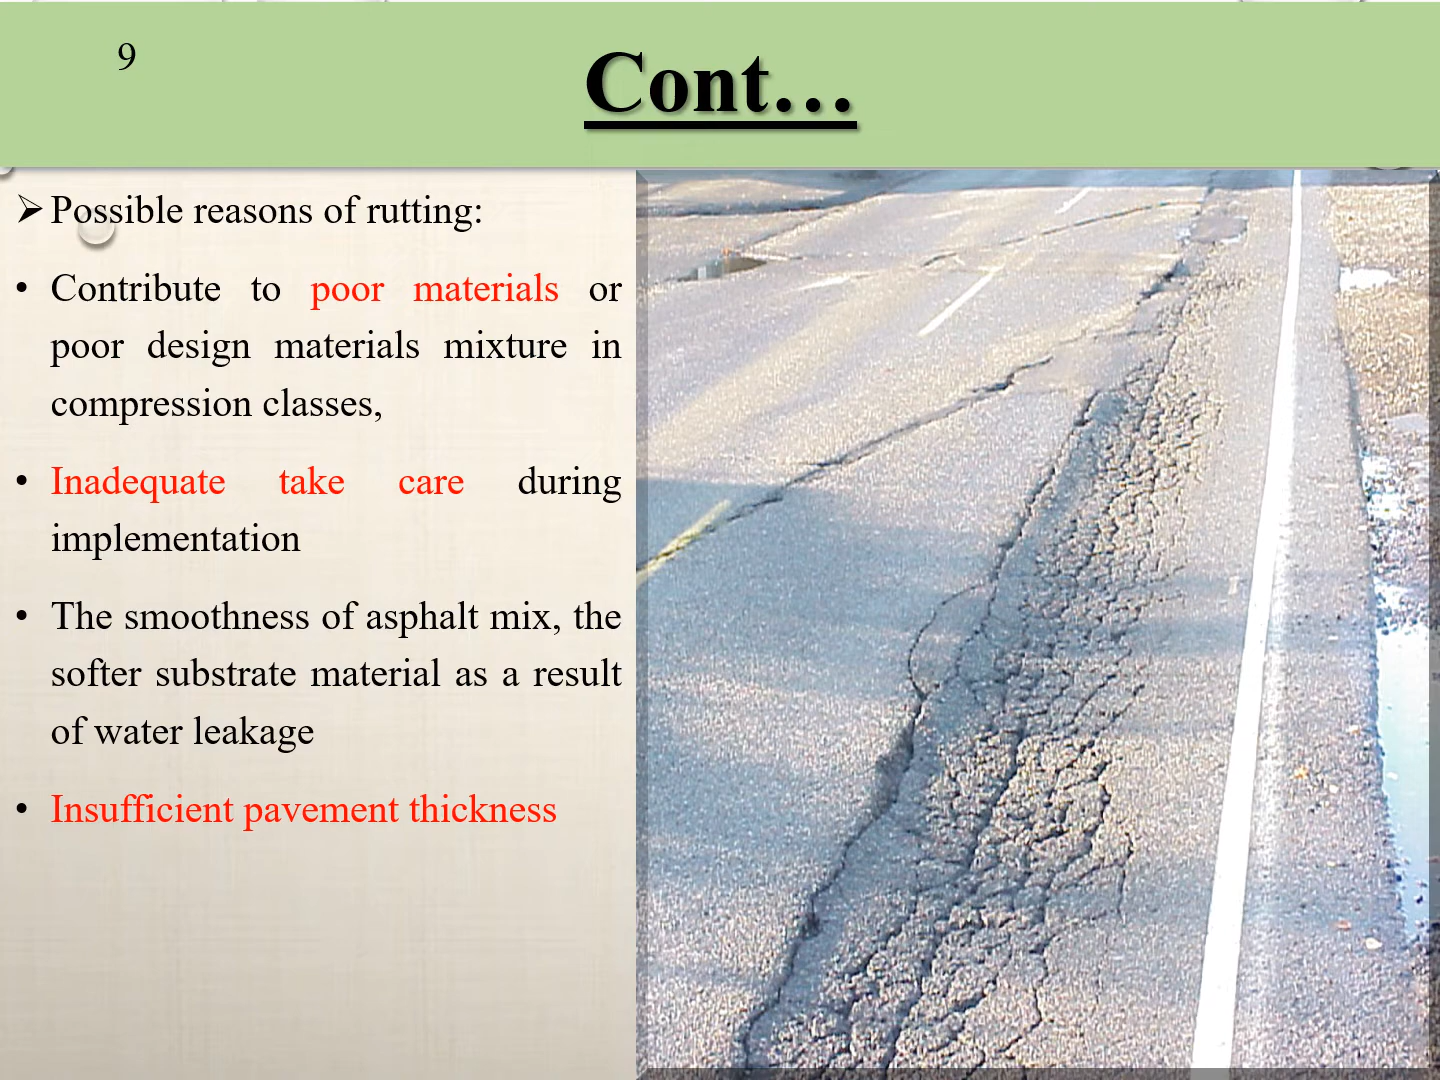 9
Cont…
➢ Possible reasons of rutting:
• Contribute to poor materials or
poor design materials mixture in
compression classes,
• Inadequate take care during
implementation
• The smoothness of asphalt mix, the
softer substrate material as a result
of water leakage
• Insufficient pavement thickness